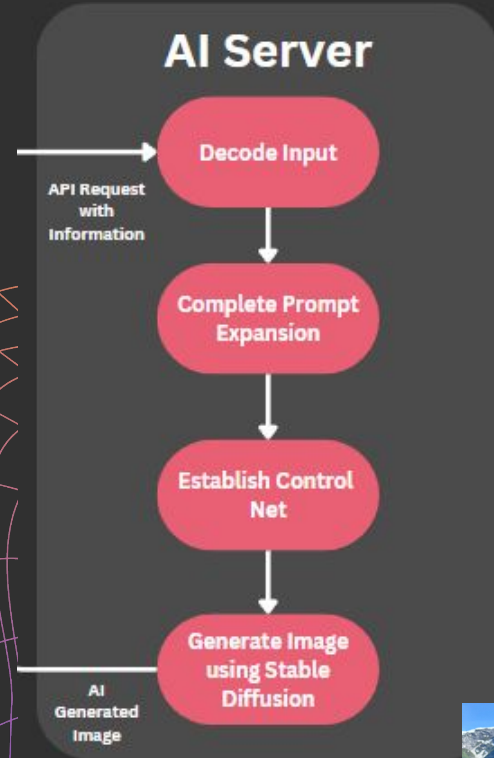 AI Server
Decode Input
API Request
with
Information
Complete Prompt
Expansion
Establish Control
Net
Generate Image
using Stable
Diffusion
AI
Generated
Image